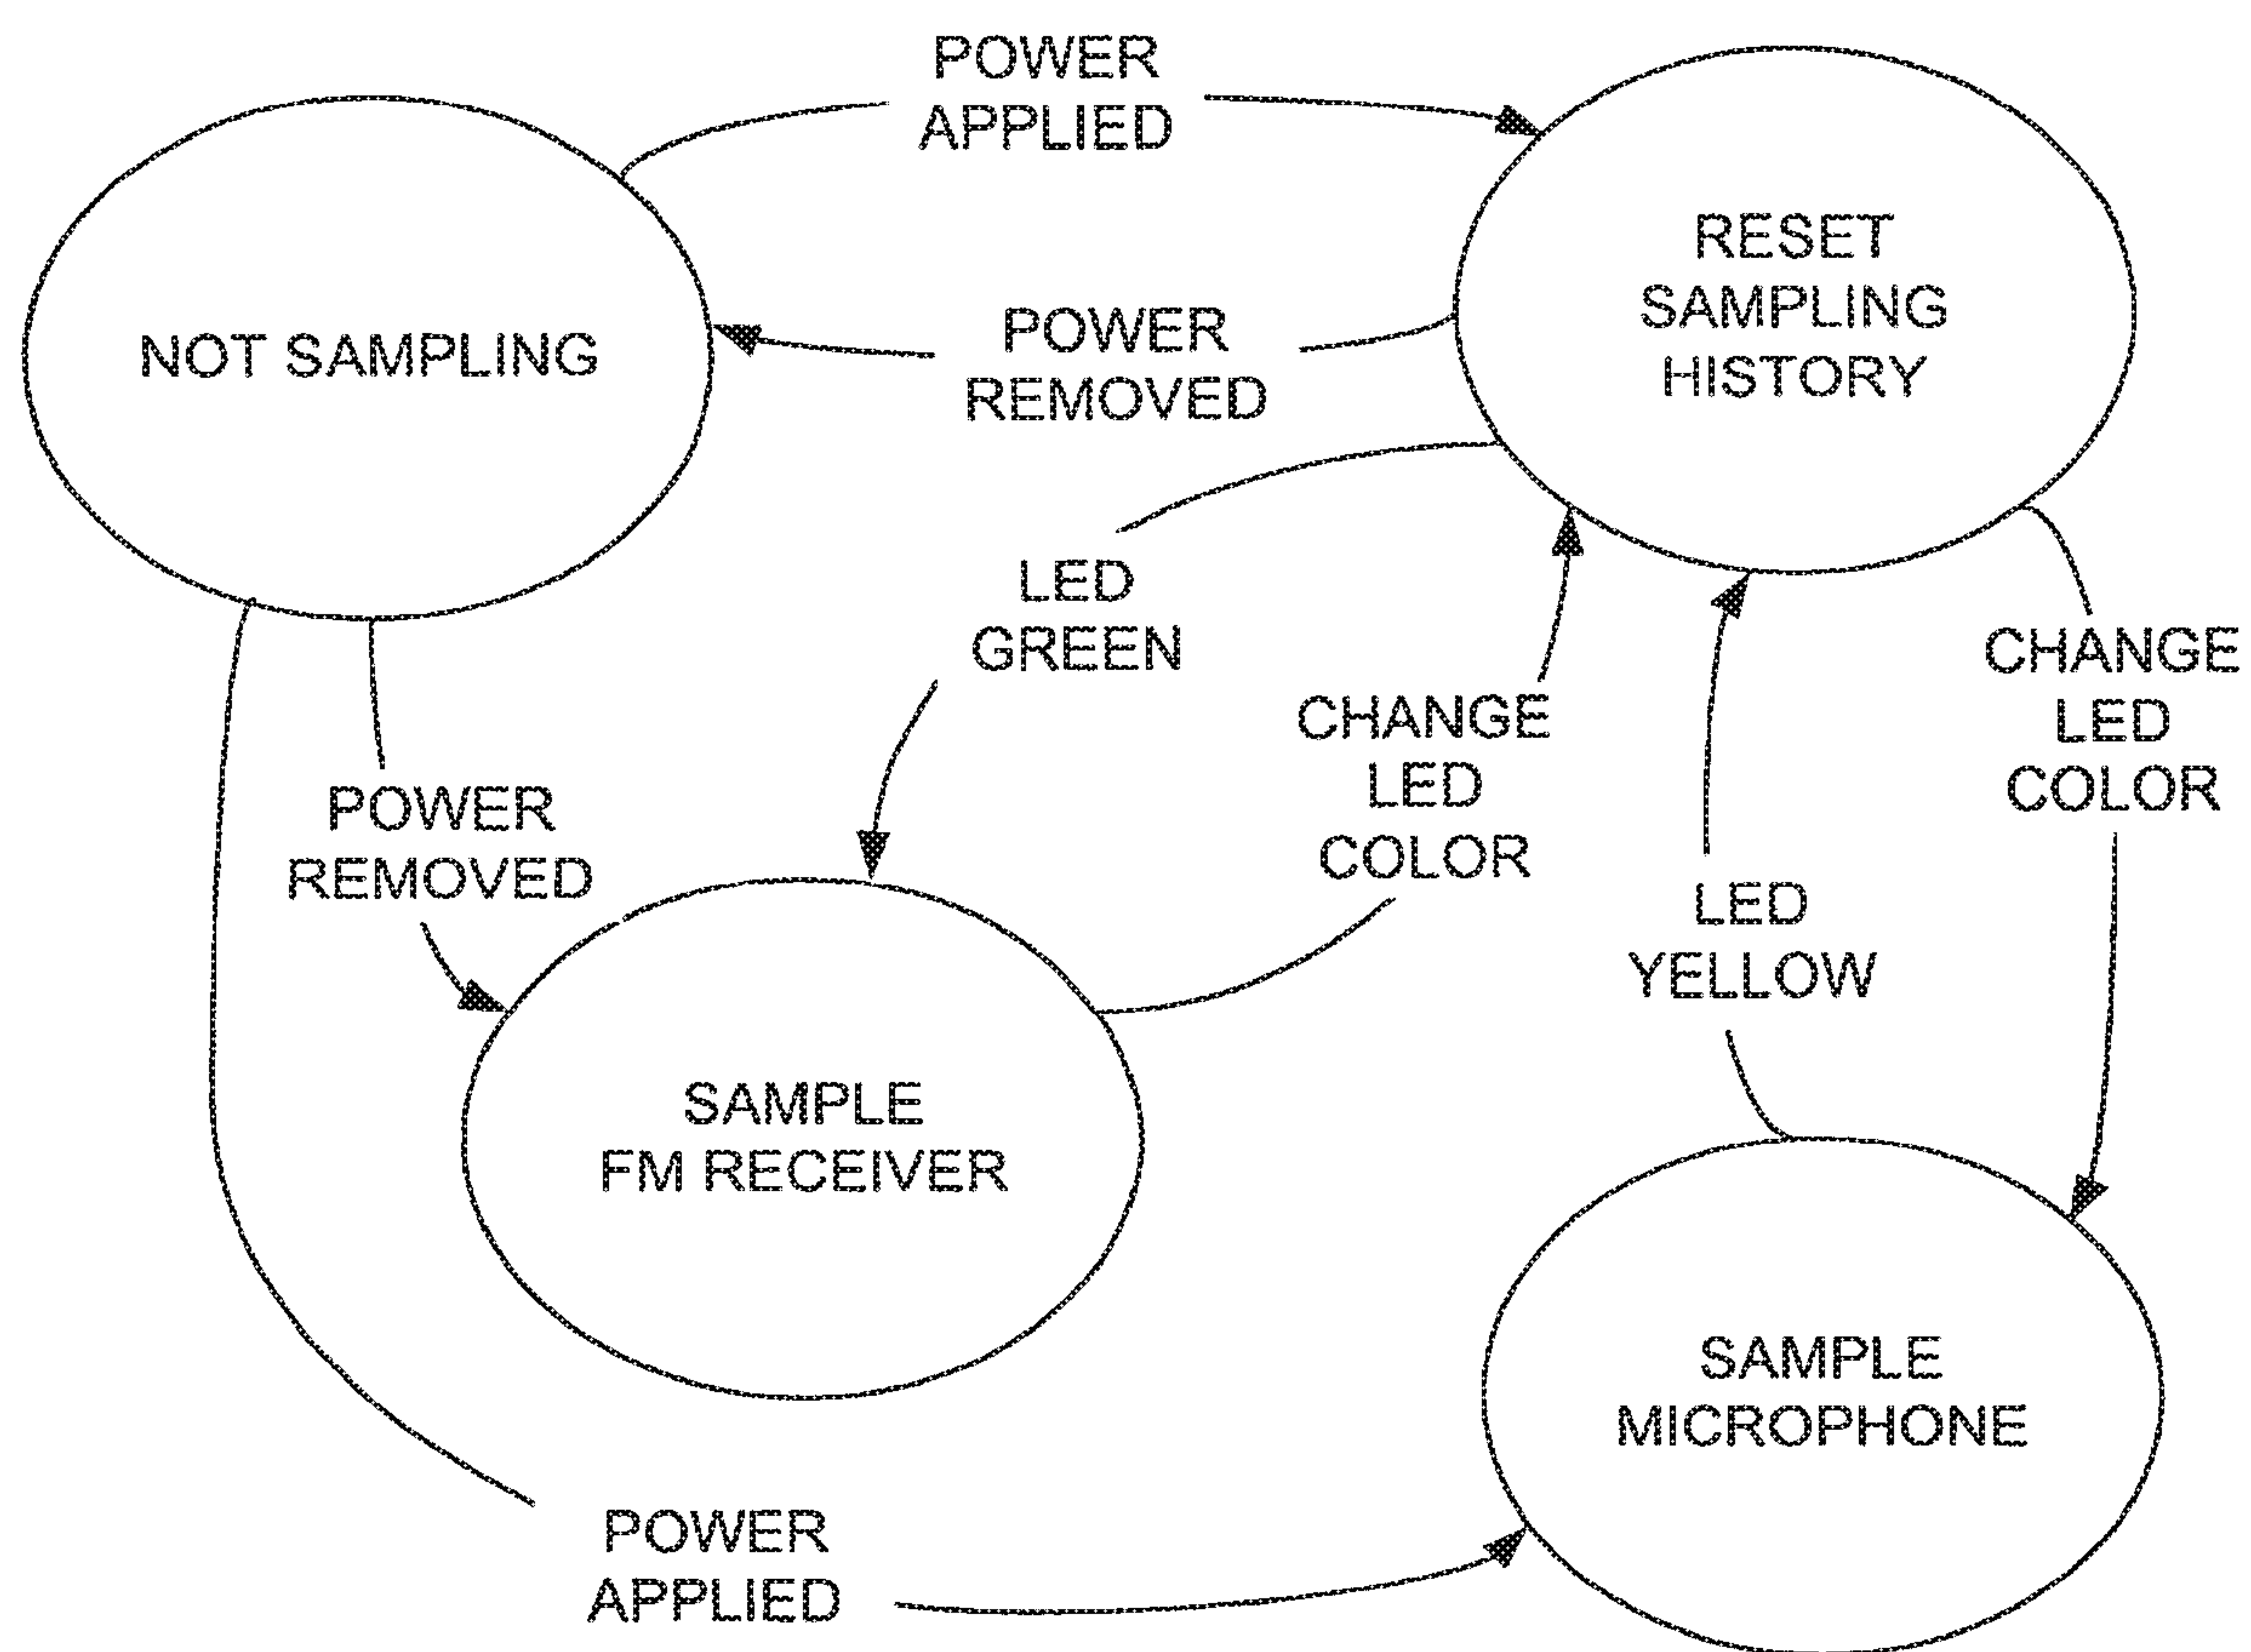 POWER
APPLIED
RESET
SAMPLING
HISTORY
NOT SAMPLING
POWER
REMOVED
LED
GREEN
CHANGE
LED
COLOR
CHANGE
LED
COLOR
POWER
REMOVED
LED
YELLOW
SAMPLE
FM RECEIVER
SAMPLE
MICROPHONE
POWER
APPLIED